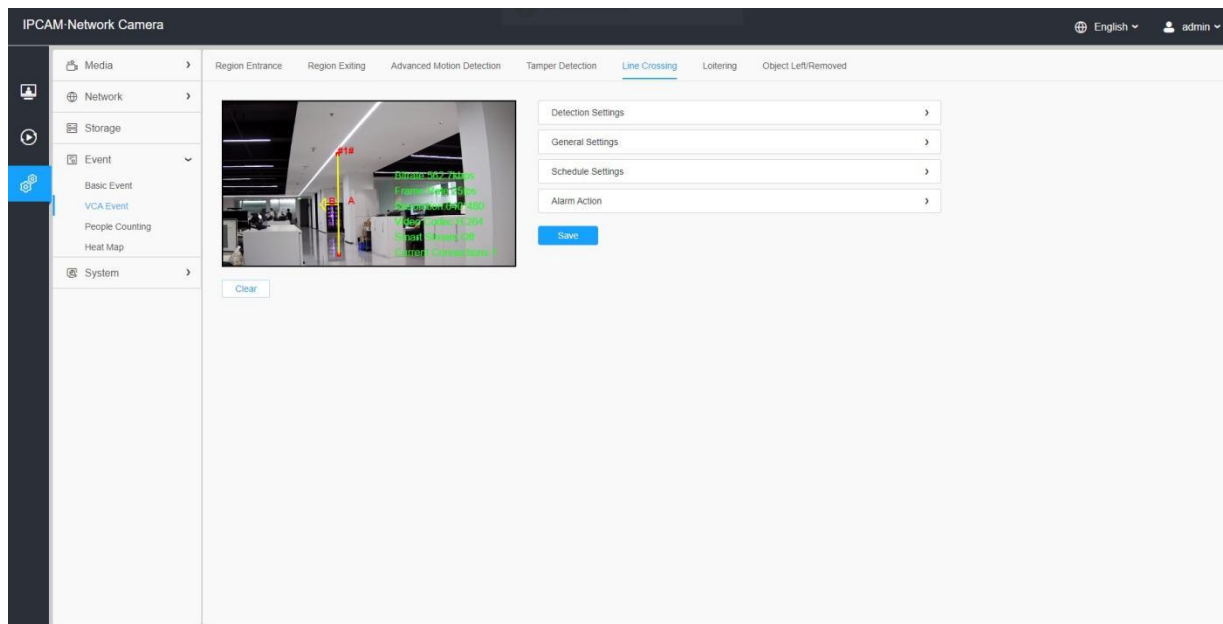 IPCAM·Network Camera
English
admin
Media
Network
Storage
Event
Basic Event
VCA Event
People Counting
Heat Map
System
Region Entrance Region Exiting Advanced Motion Detection Tamper Detection Line Crossing Loitering Object Left/Removed
#1#
B A
Detection Settings
General Settings
Schedule Settings
Alarm Action
Save
Clear